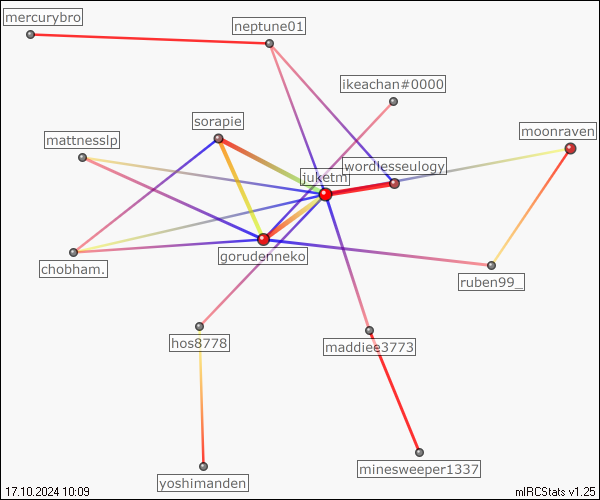 mercurybro
neptune01
ikeachan#0000
sorapie
moonraven
mattnesslp
wordlesseulogy
juketm
gorudenneko
chobham.
ruben99_
hos8778
maddiee3773
minesweeper1337
yoshimanden
17.10.2024 10:09
mIRCStats v1.25